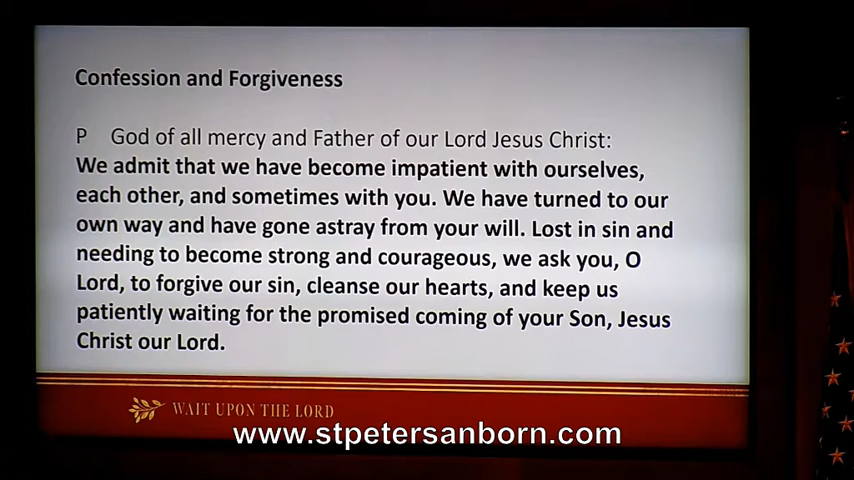 Confession and Forgiveness
P God of all mercy and Father of our Lord Jesus Christ:
We admit that we have become impatient with ourselves,
each other, and sometimes with you. We have turned to our
own way and have gone astray from your will. Lost in sin and
needing to become strong and courageous, we ask you, O
Lord, to forgive our sin, cleanse our hearts, and keep us
patiently waiting for the promised coming of your Son, Jesus
Christ our Lord.
WAIT UPON THE LORD
www.stpetersanborn.com